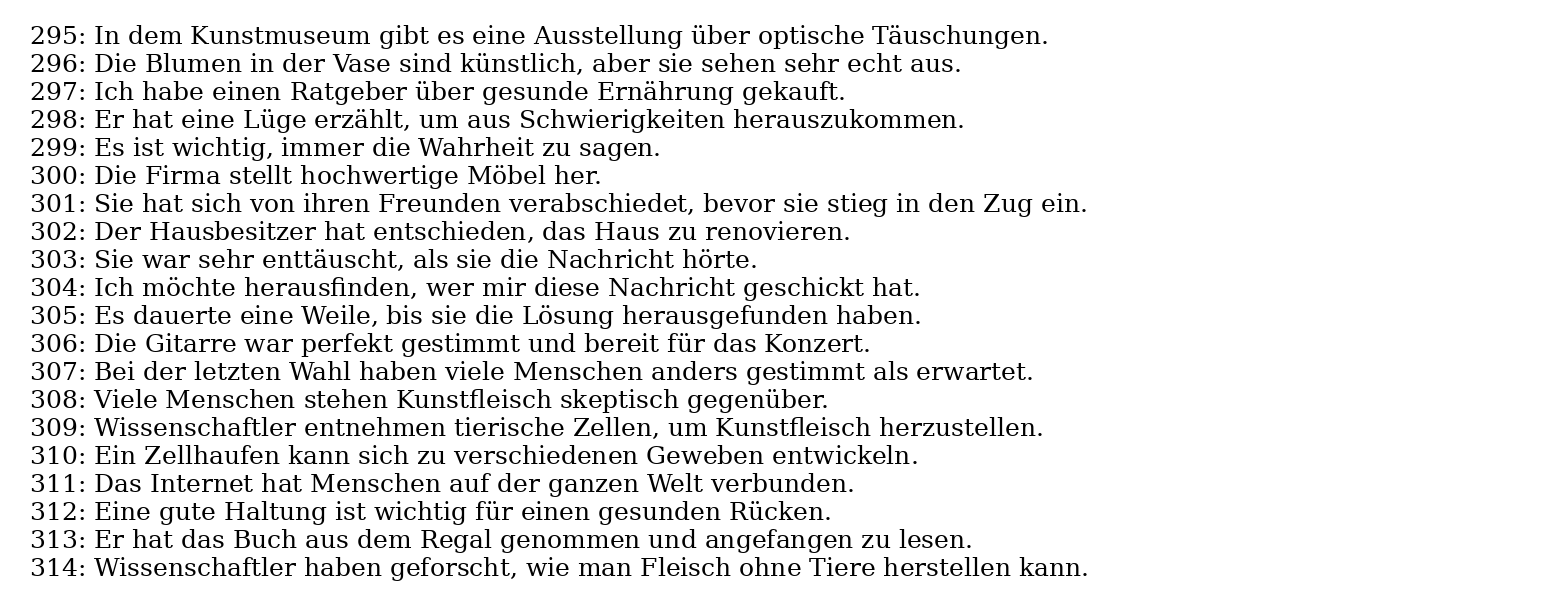 295: In dem Kunstmuseum gibt es eine Ausstellung über optische Täuschungen.
296: Die Blumen in der Vase sind künstlich, aber sie sehen sehr echt aus.
297: Ich habe einen Ratgeber über gesunde Ernährung gekauft.
298: Er hat eine Lüge erzählt, um aus Schwierigkeiten herauszukommen.
299: Es ist wichtig, immer die Wahrheit zu sagen.
300: Die Firma stellt hochwertige Möbel her.
301: Sie hat sich von ihren Freunden verabschiedet, bevor sie stieg in den Zug ein.
302: Der Hausbesitzer hat entschieden, das Haus zu renovieren.
303: Sie war sehr enttäuscht, als sie die Nachricht hörte.
304: Ich möchte herausfinden, wer mir diese Nachricht geschickt hat.
305: Es dauerte eine Weile, bis sie die Lösung herausgefunden haben.
306: Die Gitarre war perfekt gestimmt und bereit für das Konzert.
307: Bei der letzten Wahl haben viele Menschen anders gestimmt als erwartet.
308: Viele Menschen stehen Kunstfleisch skeptisch gegenüber.
309: Wissenschaftler entnehmen tierische Zellen, um Kunstfleisch herzustellen.
310: Ein Zellhaufen kann sich zu verschiedenen Geweben entwickeln.
311: Das Internet hat Menschen auf der ganzen Welt verbunden.
312: Eine gute Haltung ist wichtig für einen gesunden Rücken.
313: Er hat das Buch aus dem Regal genommen und angefangen zu lesen.
314: Wissenschaftler haben geforscht, wie man Fleisch ohne Tiere herstellen kann.